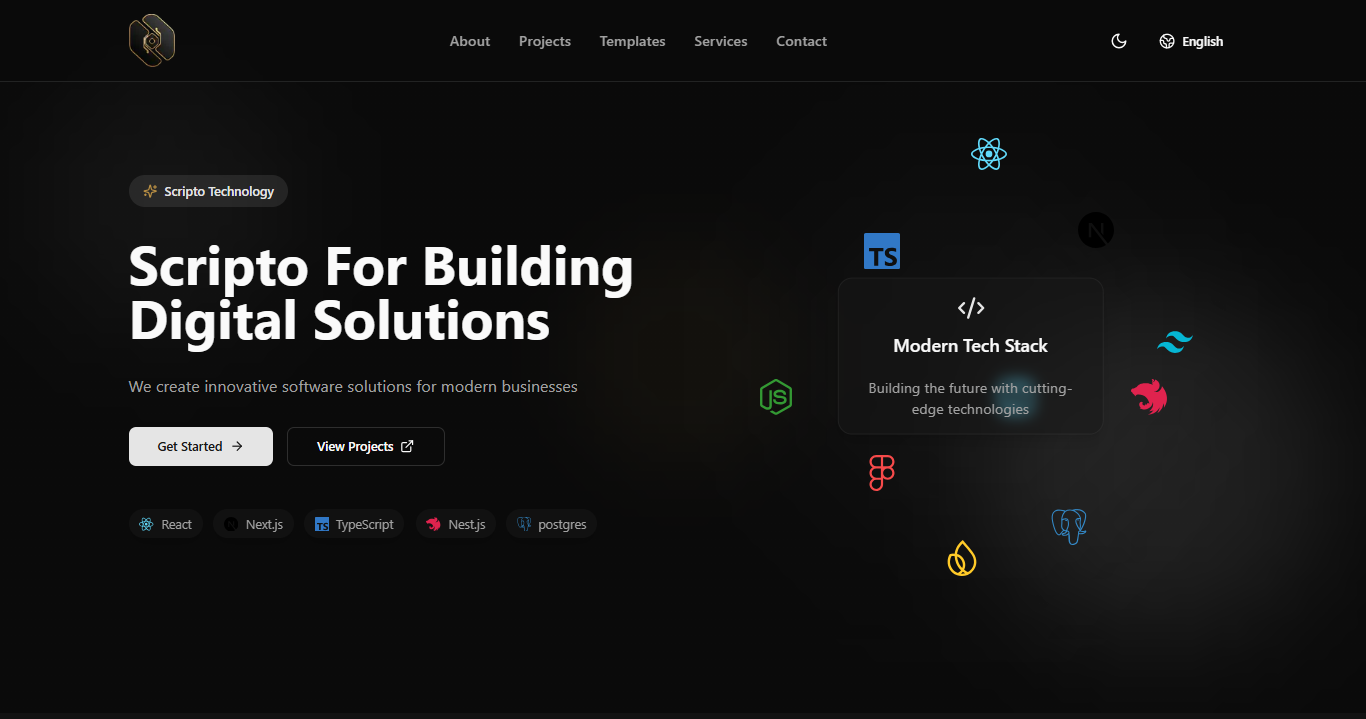 About
Projects
Templates
Services
Contact
English
Scripto Technology
Scripto For Building
Digital Solutions
We create innovative software solutions for modern businesses
Get Started
View Projects
React
Next.js
TypeScript
Nest.js
postgres
N
TS
</>
Modern Tech Stack
Building the future with cutting-
edge technologies
JS